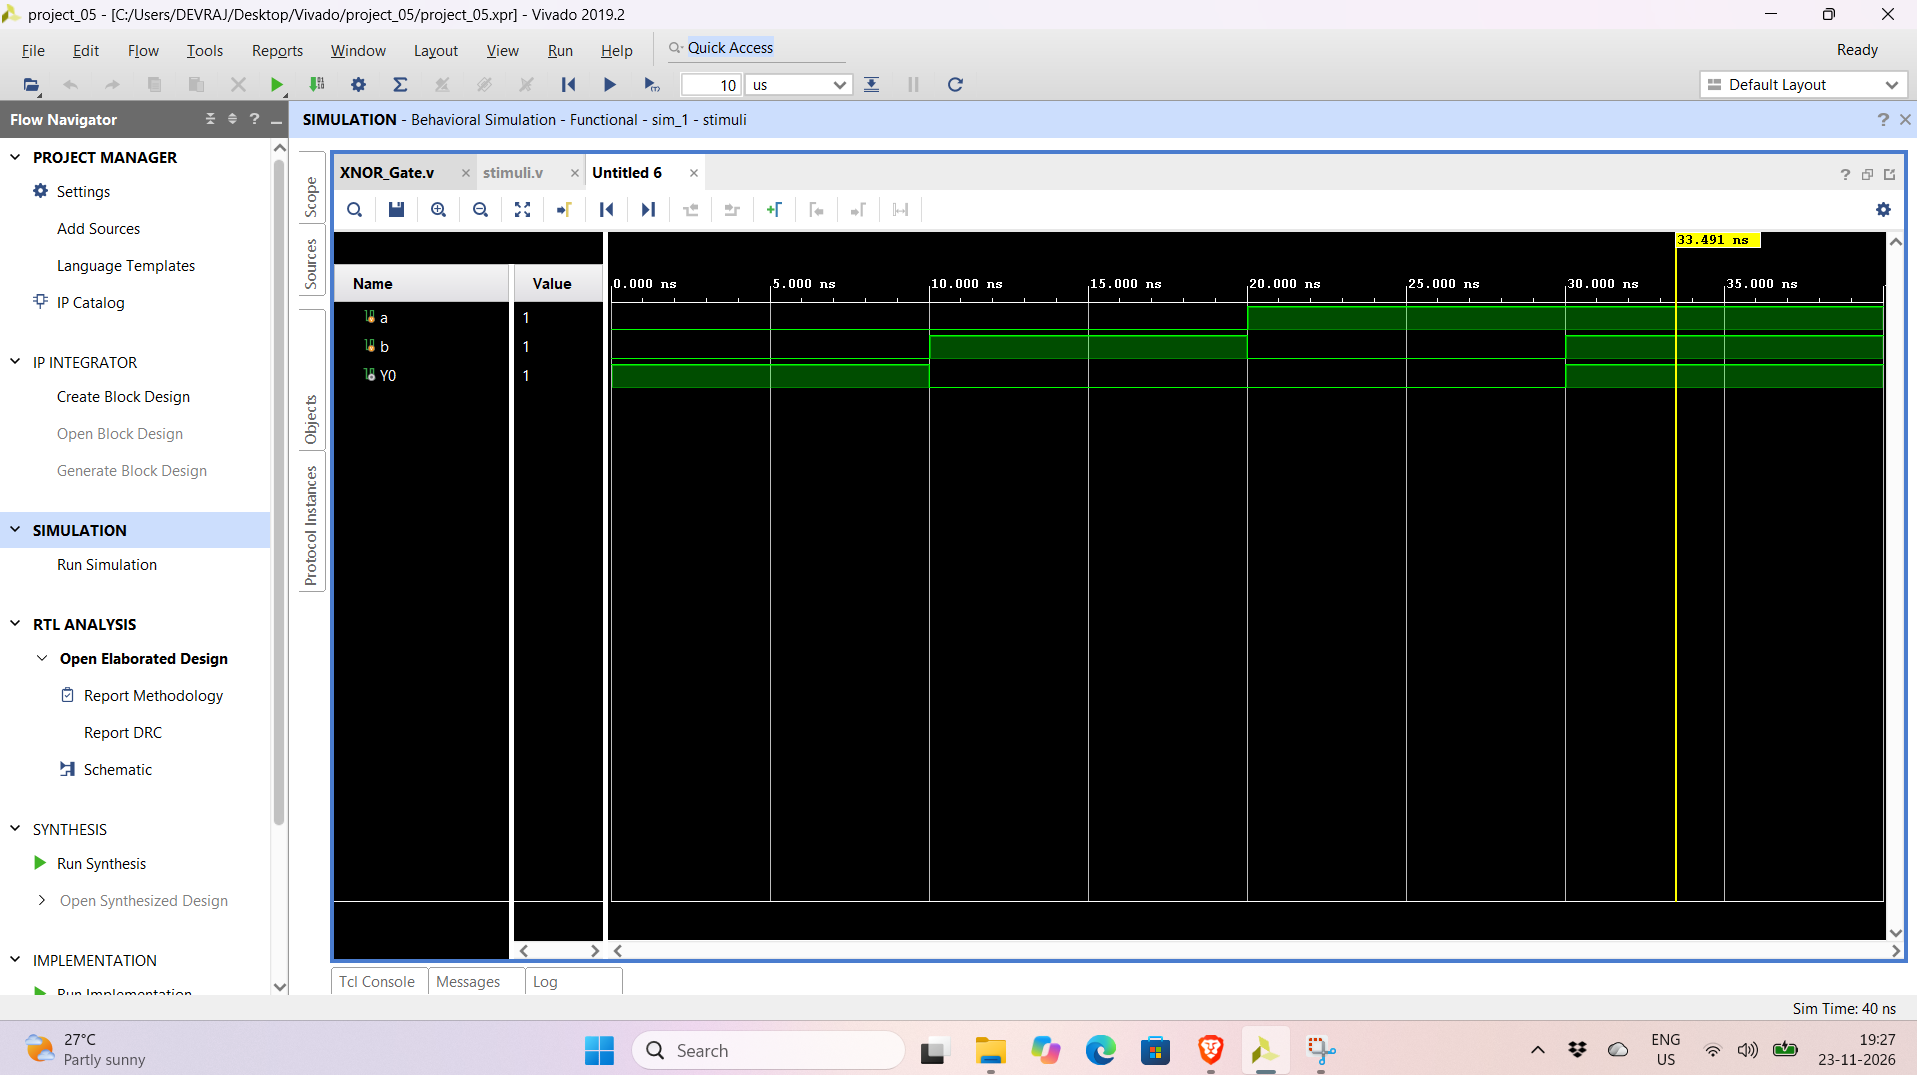 project_05 - [C:/Users/DEVRAJ/Desktop/Vivado/project_05/project_05.xpr] - Vivado 2019.2
File Edit Flow Tools Reports Window Layout View Run Help Quick Access Ready
10 us Default Layout
Flow Navigator
SIMULATION - Behavioral Simulation - Functional - sim_1 - stimuli
PROJECT MANAGER
Settings
Add Sources
Language Templates
IP Catalog
IP INTEGRATOR
Create Block Design
Open Block Design
Generate Block Design
SIMULATION
Run Simulation
RTL ANALYSIS
Open Elaborated Design
Report Methodology
Report DRC
Schematic
SYNTHESIS
Run Synthesis
Open Synthesized Design
IMPLEMENTATION
Run Implementation
Scope
Sources
Objects
Protocol Instances
XNOR_Gate.v stimuli.v Untitled 6
33.491 ns
Name Value
0.000 ns 5.000 ns 10.000 ns 15.000 ns 20.000 ns 25.000 ns 30.000 ns 35.000 ns
a 1
b 1
Y0 1
Tcl Console Messages Log
Sim Time: 40 ns
27°C
Partly sunny
Search
ENG
US
19:27
23-11-2026